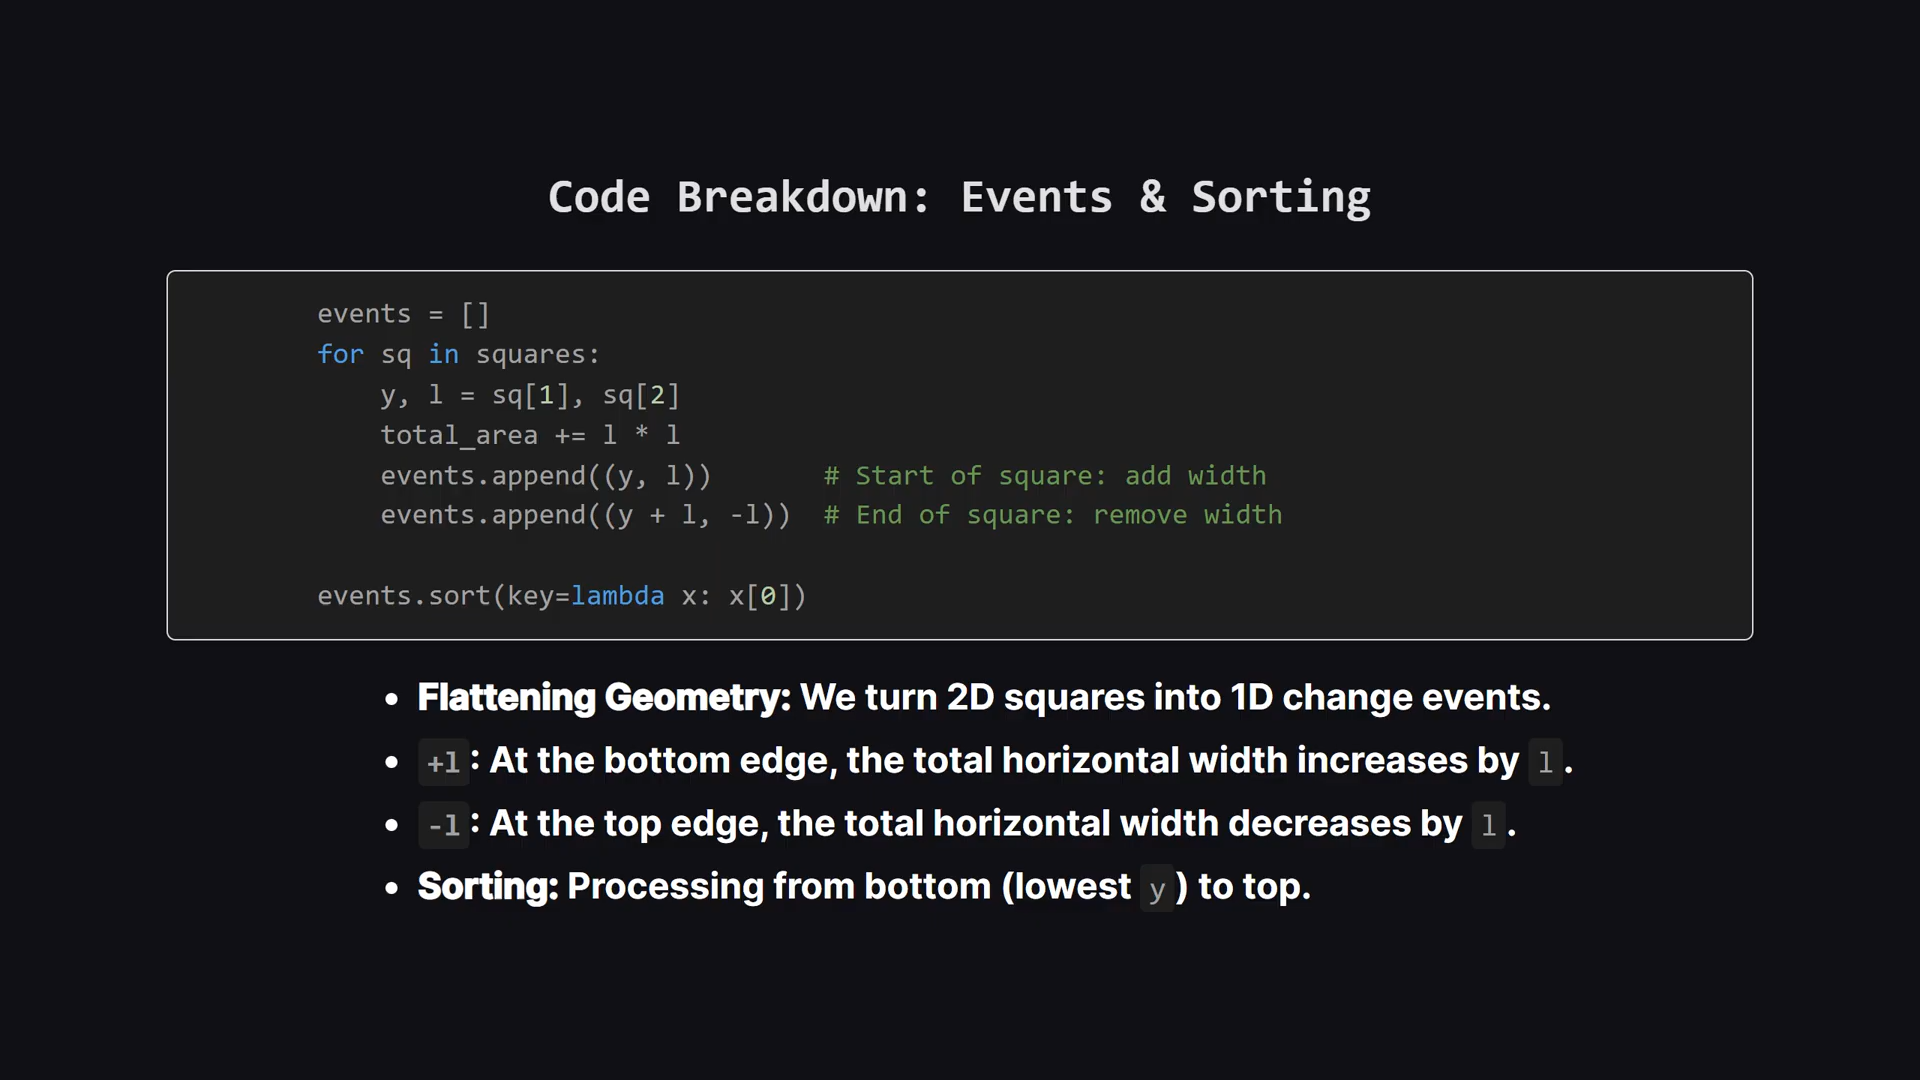 Code Breakdown: Events & Sorting
events = []
for sq in squares:
    y, l = sq[1], sq[2]
    total_area += l * l
    events.append((y, l))       # Start of square: add width
    events.append((y + l, -l))  # End of square: remove width
events.sort(key=lambda x: x[0])
• Flattening Geometry: We turn 2D squares into 1D change events.
• +l: At the bottom edge, the total horizontal width increases by l.
• -l: At the top edge, the total horizontal width decreases by l.
• Sorting: Processing from bottom (lowest y) to top.